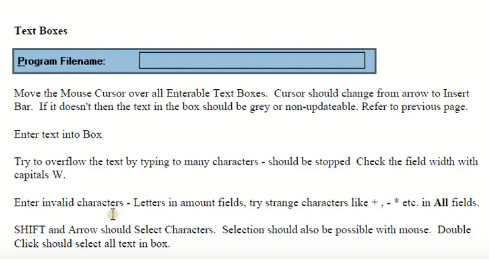 Text Boxes
Program Filename:
Move the Mouse Cursor over all Enterable Text Boxes. Cursor should change from arrow to Insert
Bar. If it doesn't then the text in the box should be grey or non-updateable. Refer to previous page.
Enter text into Box
Try to overflow the text by typing to many characters - should be stopped Check the field width with
capitals W.
Enter invalid characters - Letters in amount fields, try strange characters like + , - * etc. in All fields.
SHIFT and Arrow should Select Characters. Selection should also be possible with mouse. Double
Click should select all text in box.